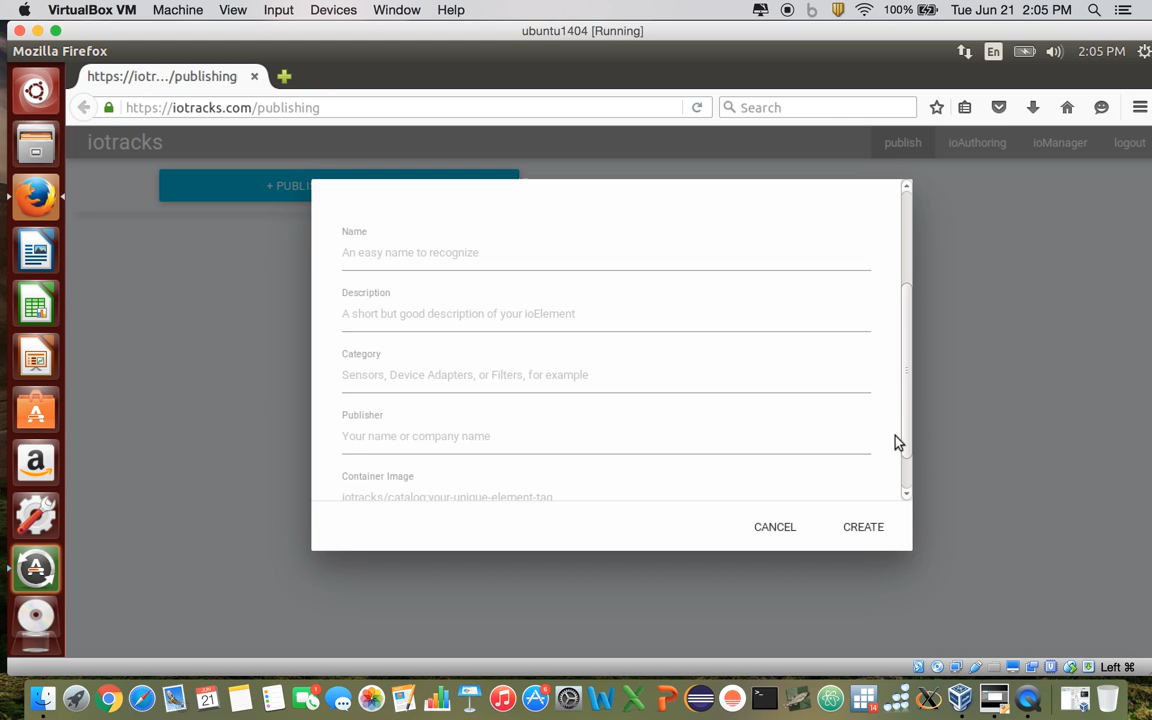 VirtualBox VM Machine View Input Devices Window Help
100% Tue Jun 21 2:05 PM
ubuntu1404 [Running]
Mozilla Firefox
En 2:05 PM
https://iotr.../publishing
https://iotracks.com/publishing
Search
iotracks
publish ioAuthoring ioManager logout
+ PUBLI
Name
An easy name to recognize
Description
A short but good description of your ioElement
Category
Sensors, Device Adapters, or Filters, for example
Publisher
Your name or company name
Container Image
iotracks/catalog:your-unique-element-tag
CANCEL CREATE
Left ⌘